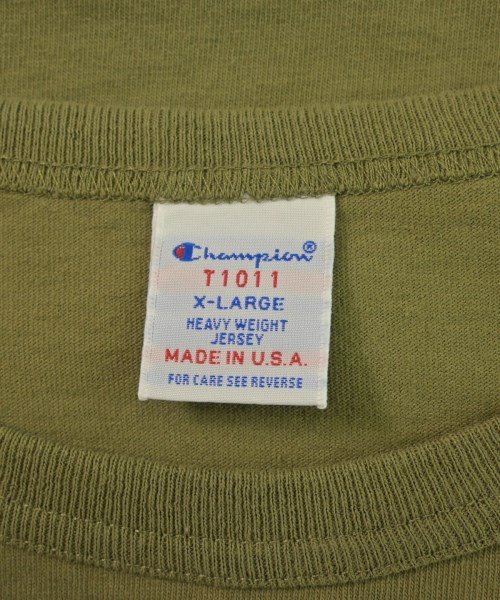 Champion®
T1011
X-LARGE
HEAVY WEIGHT
JERSEY
MADE IN U.S.A.
FOR CARE SEE REVERSE